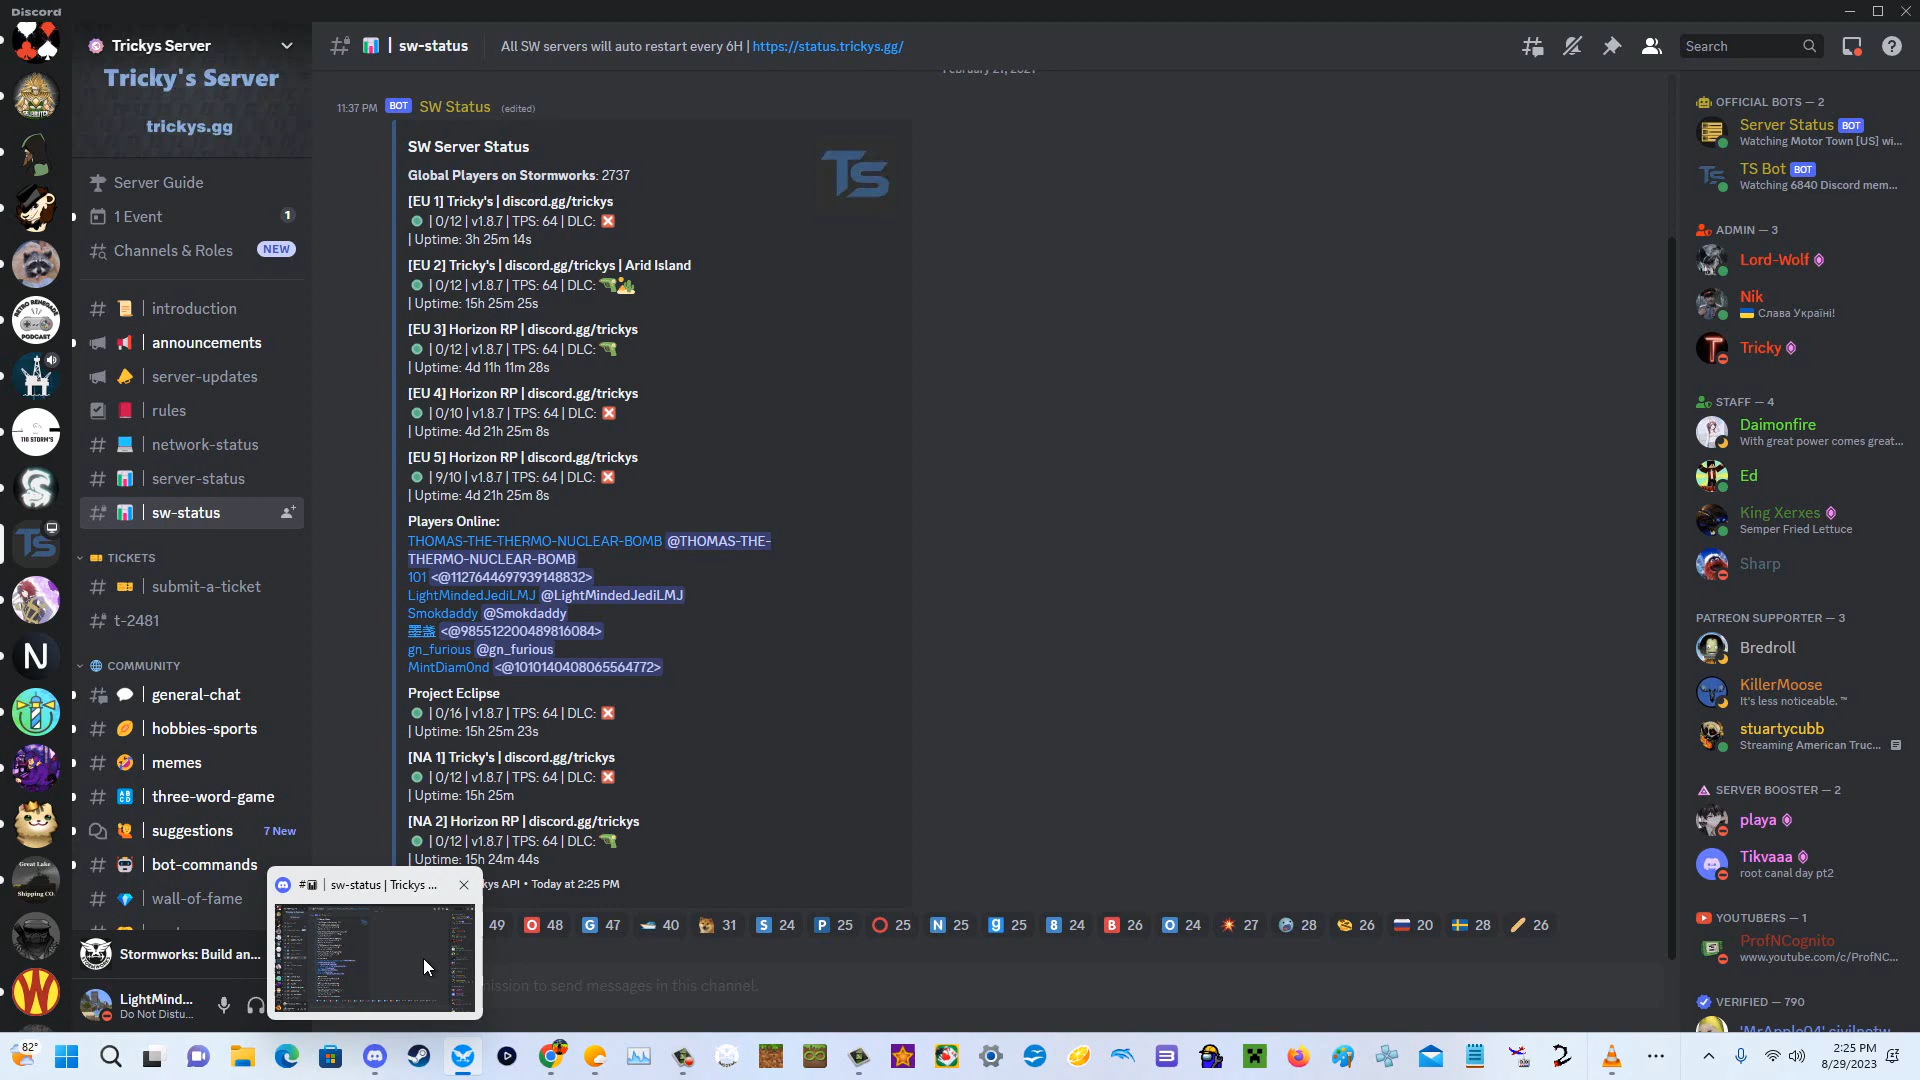 Discord
Trickys Server
Tricky's Server
trickys.gg
Server Guide
1 Event
1
Channels & Roles
NEW
introduction
announcements
server-updates
rules
network-status
server-status
sw-status
TICKETS
submit-a-ticket
t-2481
COMMUNITY
general-chat
hobbies-sports
memes
three-word-game
suggestions
7 New
bot-commands
wall-of-fame
Stormworks: Build an...
LightMind...
Do Not Distu...
sw-status
All SW servers will auto restart every 6H | https://status.trickys.gg/
Search
11:37 PM BOT SW Status (edited)
SW Server Status
Global Players on Stormworks: 2737
TS
[EU 1] Tricky's | discord.gg/trickys
| 0/12 | v1.8.7 | TPS: 64 | DLC:
| Uptime: 3h 25m 14s
[EU 2] Tricky's | discord.gg/trickys | Arid Island
| 0/12 | v1.8.7 | TPS: 64 | DLC:
| Uptime: 15h 25m 25s
[EU 3] Horizon RP | discord.gg/trickys
| 0/12 | v1.8.7 | TPS: 64 | DLC:
| Uptime: 4d 11h 11m 28s
[EU 4] Horizon RP | discord.gg/trickys
| 0/10 | v1.8.7 | TPS: 64 | DLC:
| Uptime: 4d 21h 25m 8s
[EU 5] Horizon RP | discord.gg/trickys
| 9/10 | v1.8.7 | TPS: 64 | DLC:
| Uptime: 4d 21h 25m 8s
Players Online:
THOMAS-THE-THERMO-NUCLEAR-BOMB @THOMAS-THE-
THERMO-NUCLEAR-BOMB
101 <@1127644697939148832>
LightMindedJediLMJ @LightMindedJediLMJ
Smokdaddy @Smokdaddy
墨盏 <@985512200489816084>
gn_furious @gn_furious
MintDiam0nd <@1010140408065564772>
Project Eclipse
| 0/16 | v1.8.7 | TPS: 64 | DLC:
| Uptime: 15h 25m 23s
[NA 1] Tricky's | discord.gg/trickys
| 0/12 | v1.8.7 | TPS: 64 | DLC:
| Uptime: 15h 25m
[NA 2] Horizon RP | discord.gg/trickys
| 0/12 | v1.8.7 | TPS: 64 | DLC:
| Uptime: 15h 24m 44s
kys API • Today at 2:25 PM
49 O 48 G 47 40 31 S 24 P 25 25 N 25 g 25 8 24 B 26 O 24 27 28 26 20 28 26
mission to send messages in this channel.
# sw-status | Trickys ...
OFFICIAL BOTS — 2
Server Status BOT
Watching Motor Town [US] wi...
TS Bot BOT
Watching 6840 Discord mem...
ADMIN — 3
Lord-Wolf
Nik
Слава Україні!
Tricky
STAFF — 4
Daimonfire
With great power comes great...
Ed
King Xerxes
Semper Fried Lettuce
Sharp
PATREON SUPPORTER — 3
Bredroll
KillerMoose
It's less noticeable. ™
stuartycubb
Streaming American Truc...
SERVER BOOSTER — 2
playa
Tikvaaa
root canal day pt2
YOUTUBERS — 1
ProfNCognito
www.youtube.com/c/ProfNC...
VERIFIED — 790
RETRO RENEGADE
PODCAST
110 STORM'S
TS
N
Great Lake
Shipping CO.
W
82°
2:25 PM
8/29/2023